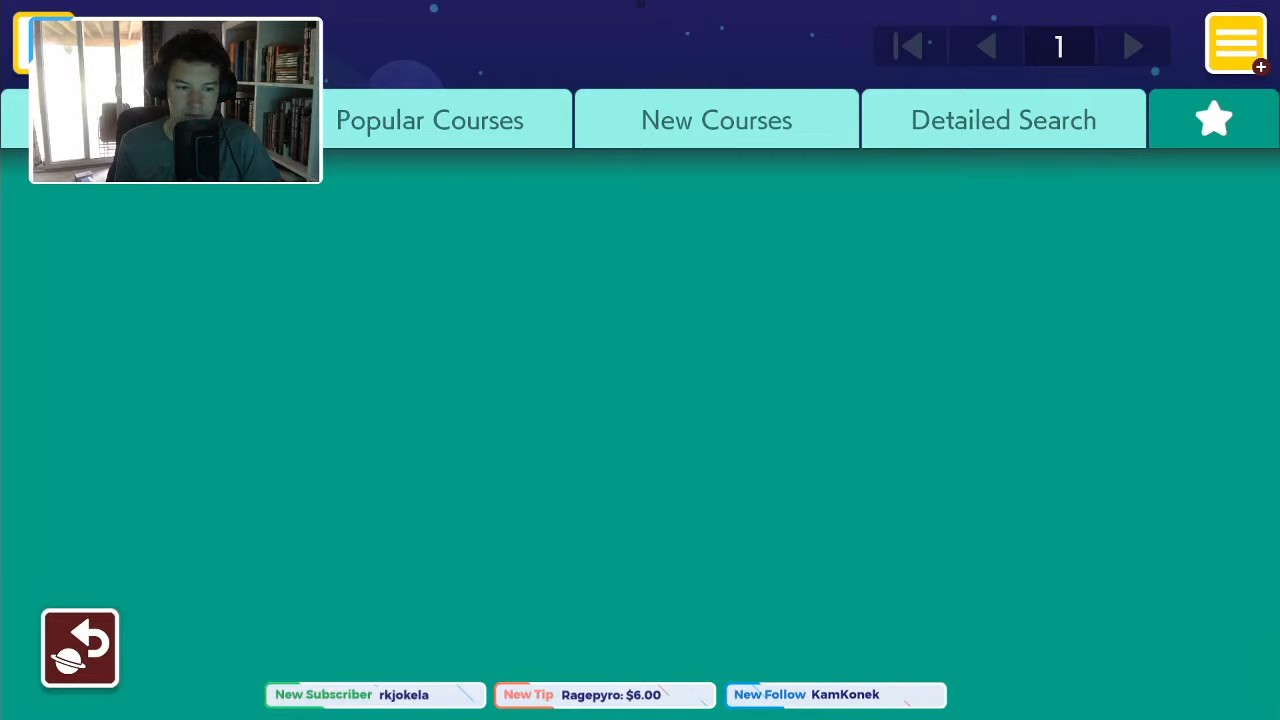 1
Popular Courses
New Courses
Detailed Search
New Subscriber rkjokela
New Tip Ragepyro: $6.00
New Follow KamKonek